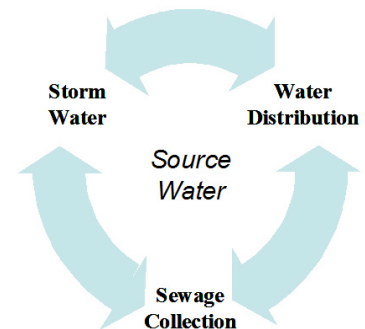 Storm
Water
Water
Distribution
Source
Water
Sewage
Collection